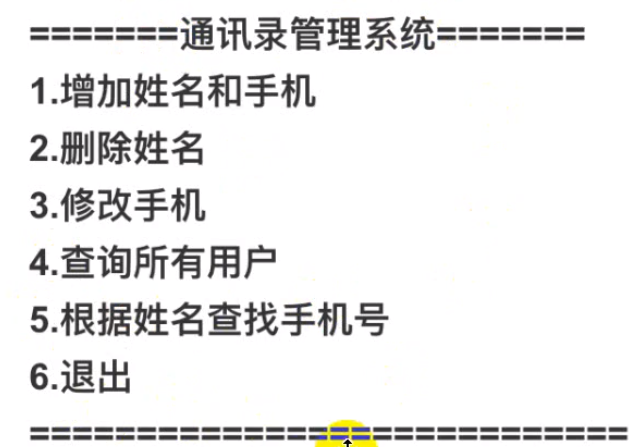 =======通讯录管理系统=======
1.增加姓名和手机
2.删除姓名
3.修改手机
4.查询所有用户
5.根据姓名查找手机号
6.退出
============================